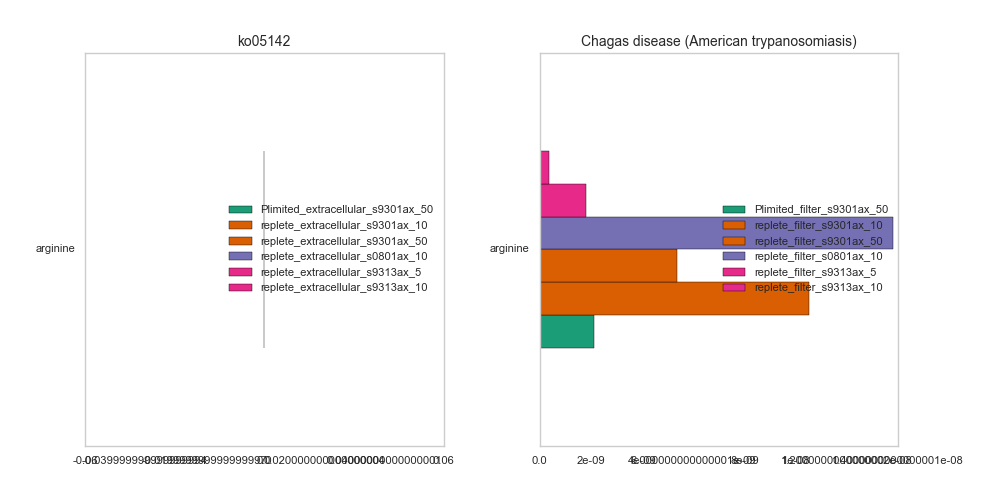 ko05142
arginine
Plimited_extracellular_s9301ax_50
replete_extracellular_s9301ax_10
replete_extracellular_s9301ax_50
replete_extracellular_s0801ax_10
replete_extracellular_s9313ax_5
replete_extracellular_s9313ax_10
Chagas disease (American trypanosomiasis)
arginine
Plimited_filter_s9301ax_50
replete_filter_s9301ax_10
replete_filter_s9301ax_50
replete_filter_s0801ax_10
replete_filter_s9313ax_5
replete_filter_s9313ax_10
0.0 2e-09